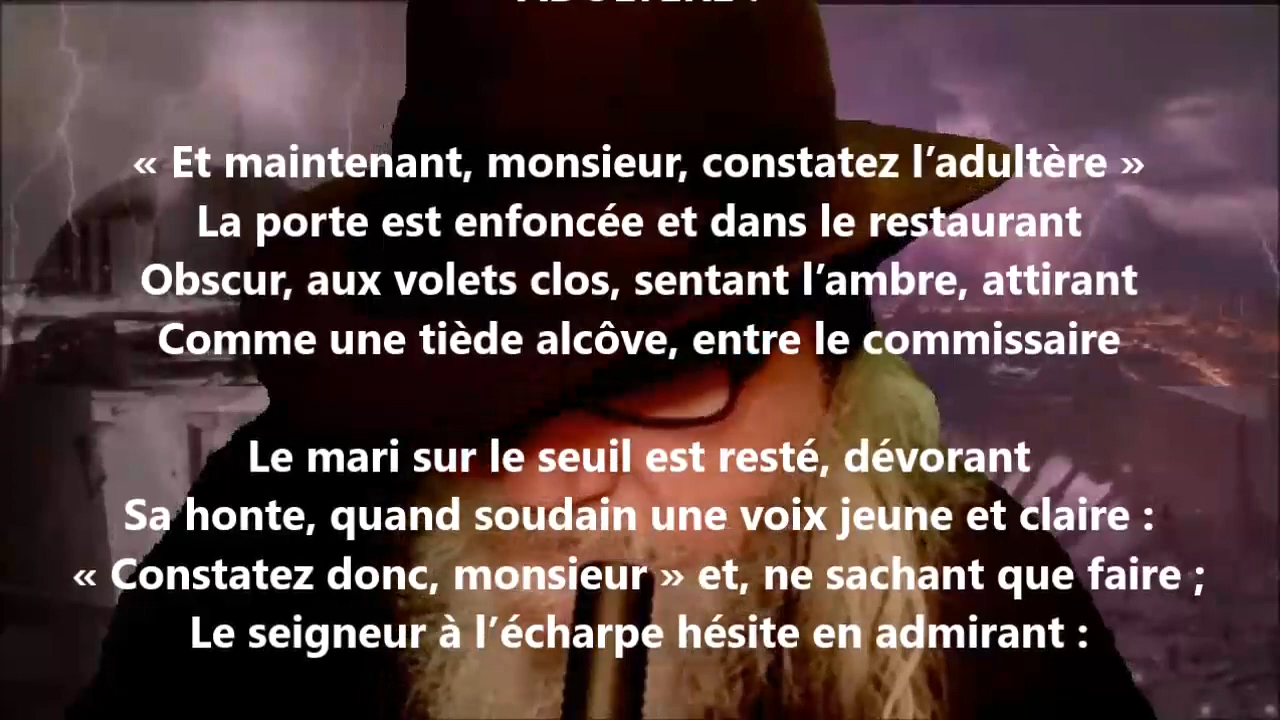 « Et maintenant, monsieur, constatez l’adultère »
La porte est enfoncée et dans le restaurant
Obscur, aux volets clos, sentant l’ambre, attirant
Comme une tiède alcôve, entre le commissaire
Le mari sur le seuil est resté, dévorant
Sa honte, quand soudain une voix jeune et claire :
« Constatez donc, monsieur » et, ne sachant que faire ;
Le seigneur à l’écharpe hésite en admirant :